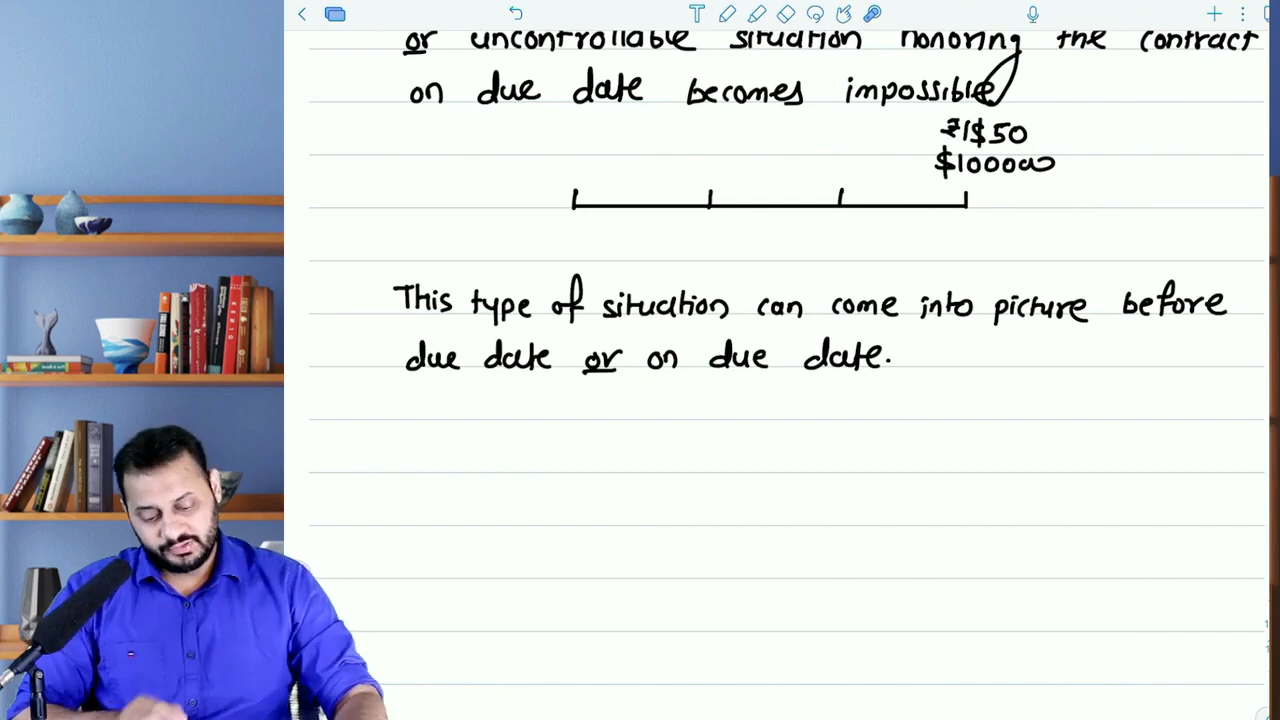 or uncontrollable situation honoring the contract
on due date becomes impossible
₹1$50
$100000
This type of situation can come into picture before
due date or on due date.